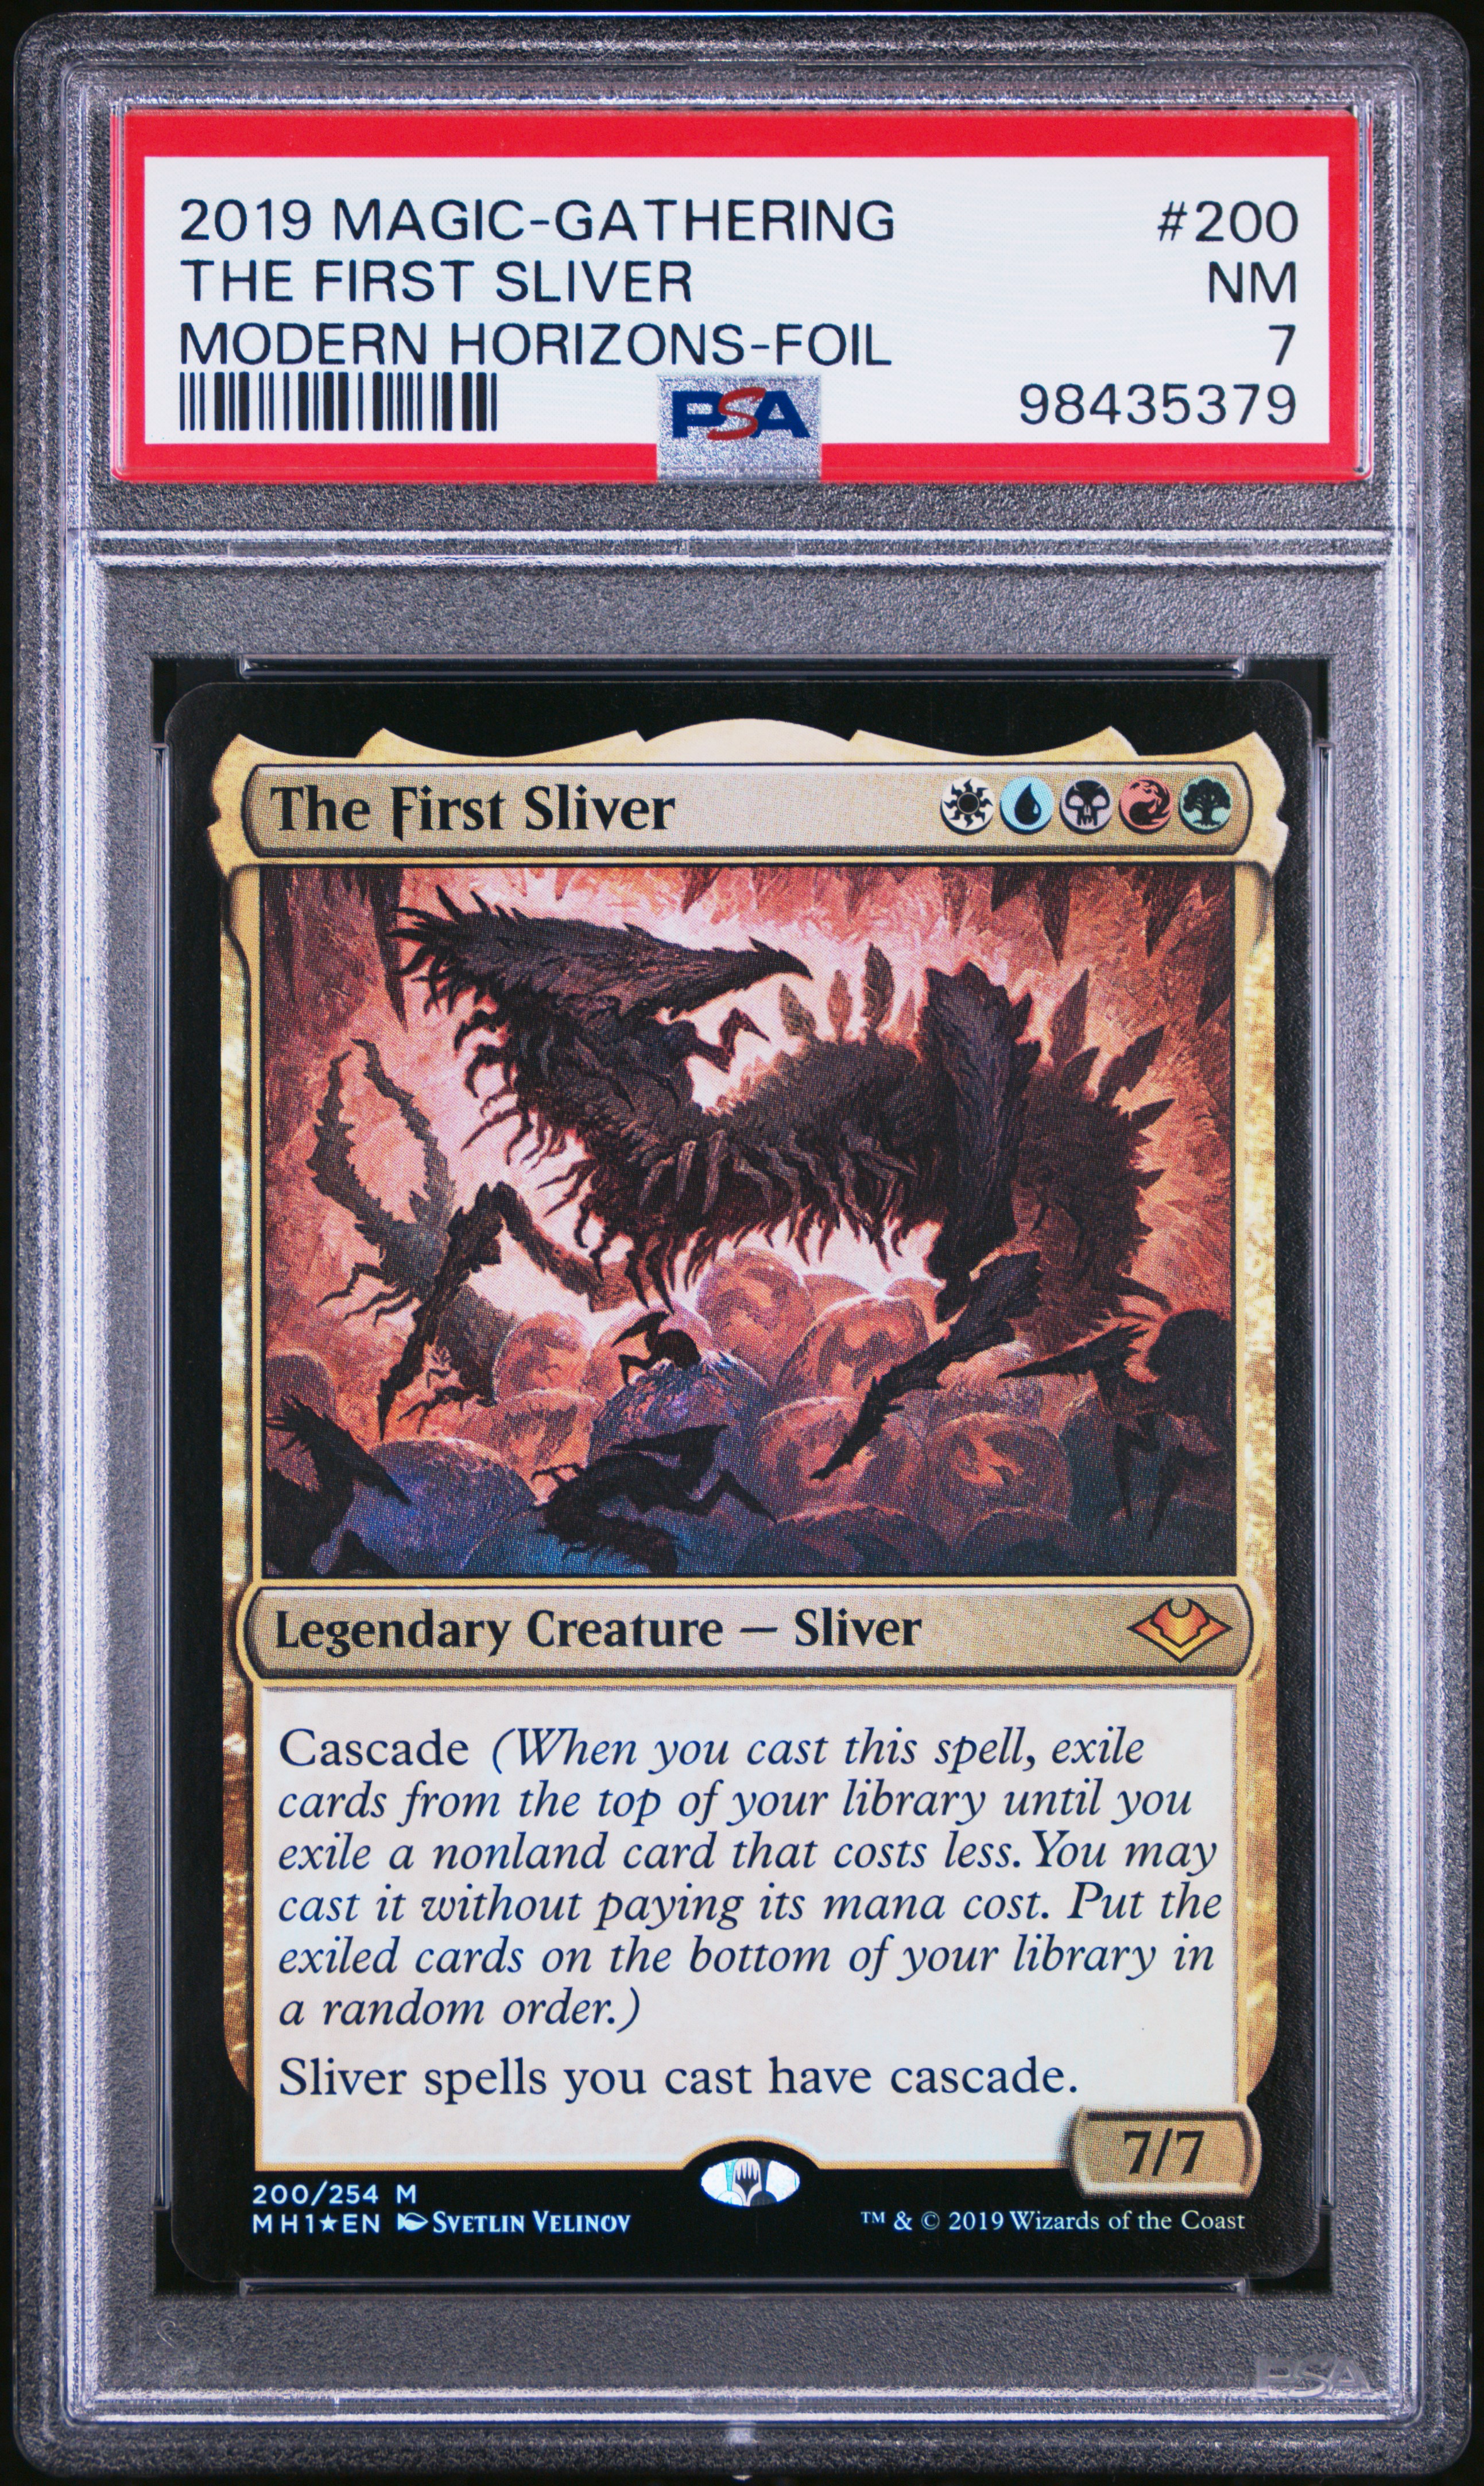 2019 MAGIC-GATHERING #200
THE FIRST SLIVER NM
MODERN HORIZONS-FOIL 7
PSA 98435379
The First Sliver
Legendary Creature — Sliver
Cascade (When you cast this spell, exile
cards from the top of your library until you
exile a nonland card that costs less. You may
cast it without paying its mana cost. Put the
exiled cards on the bottom of your library in
a random order.)
Sliver spells you cast have cascade.
7/7
200/254 M
MH1★EN SVETLIN VELINOV
™ & © 2019 Wizards of the Coast
PSA